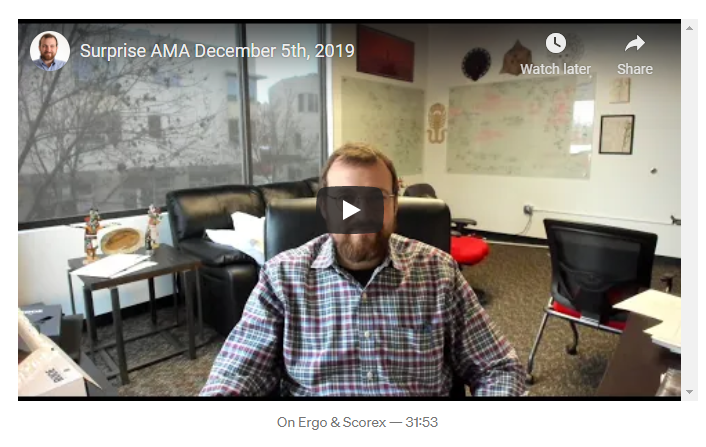 Surprise AMA December 5th, 2019
Watch later
Share
On Ergo & Scorex — 31:53